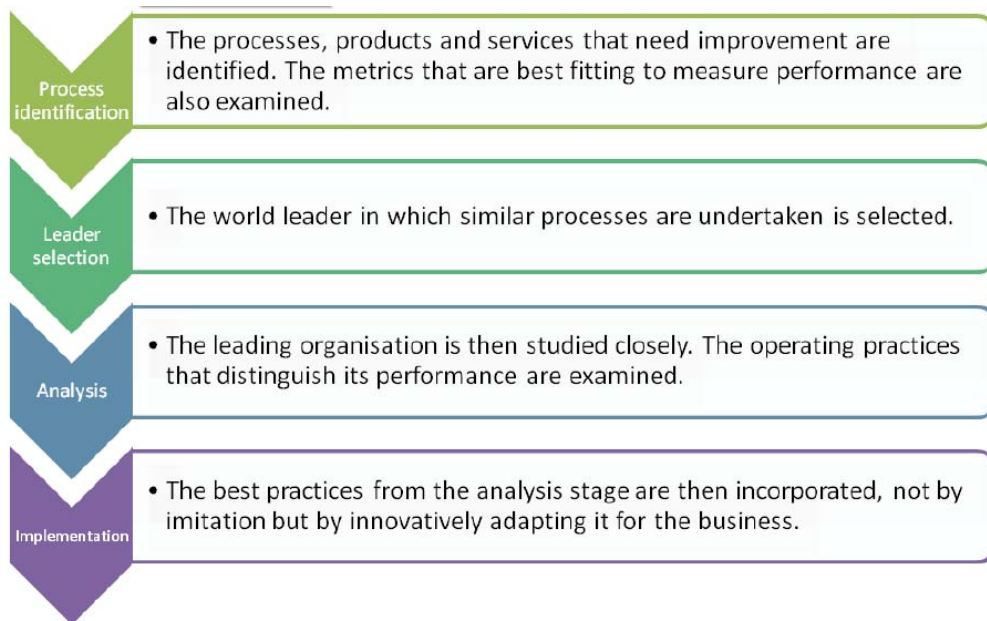 Process
identification
• The processes, products and services that need improvement are
identified. The metrics that are best fitting to measure performance are
also examined.
Leader
selection
• The world leader in which similar processes are undertaken is selected.
Analysis
• The leading organisation is then studied closely. The operating practices
that distinguish its performance are examined.
Implementation
• The best practices from the analysis stage are then incorporated, not by
imitation but by innovatively adapting it for the business.